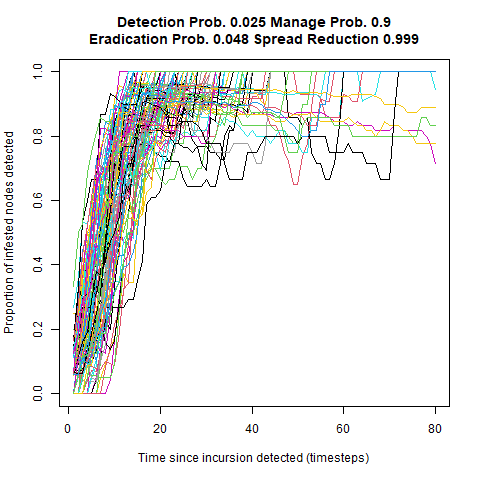 Detection Prob. 0.025 Manage Prob. 0.9
Eradication Prob. 0.048 Spread Reduction 0.999
Proportion of infested nodes detected
1.0
0.8
0.6
0.4
0.2
0.0
0 20 40 60 80
Time since incursion detected (timesteps)